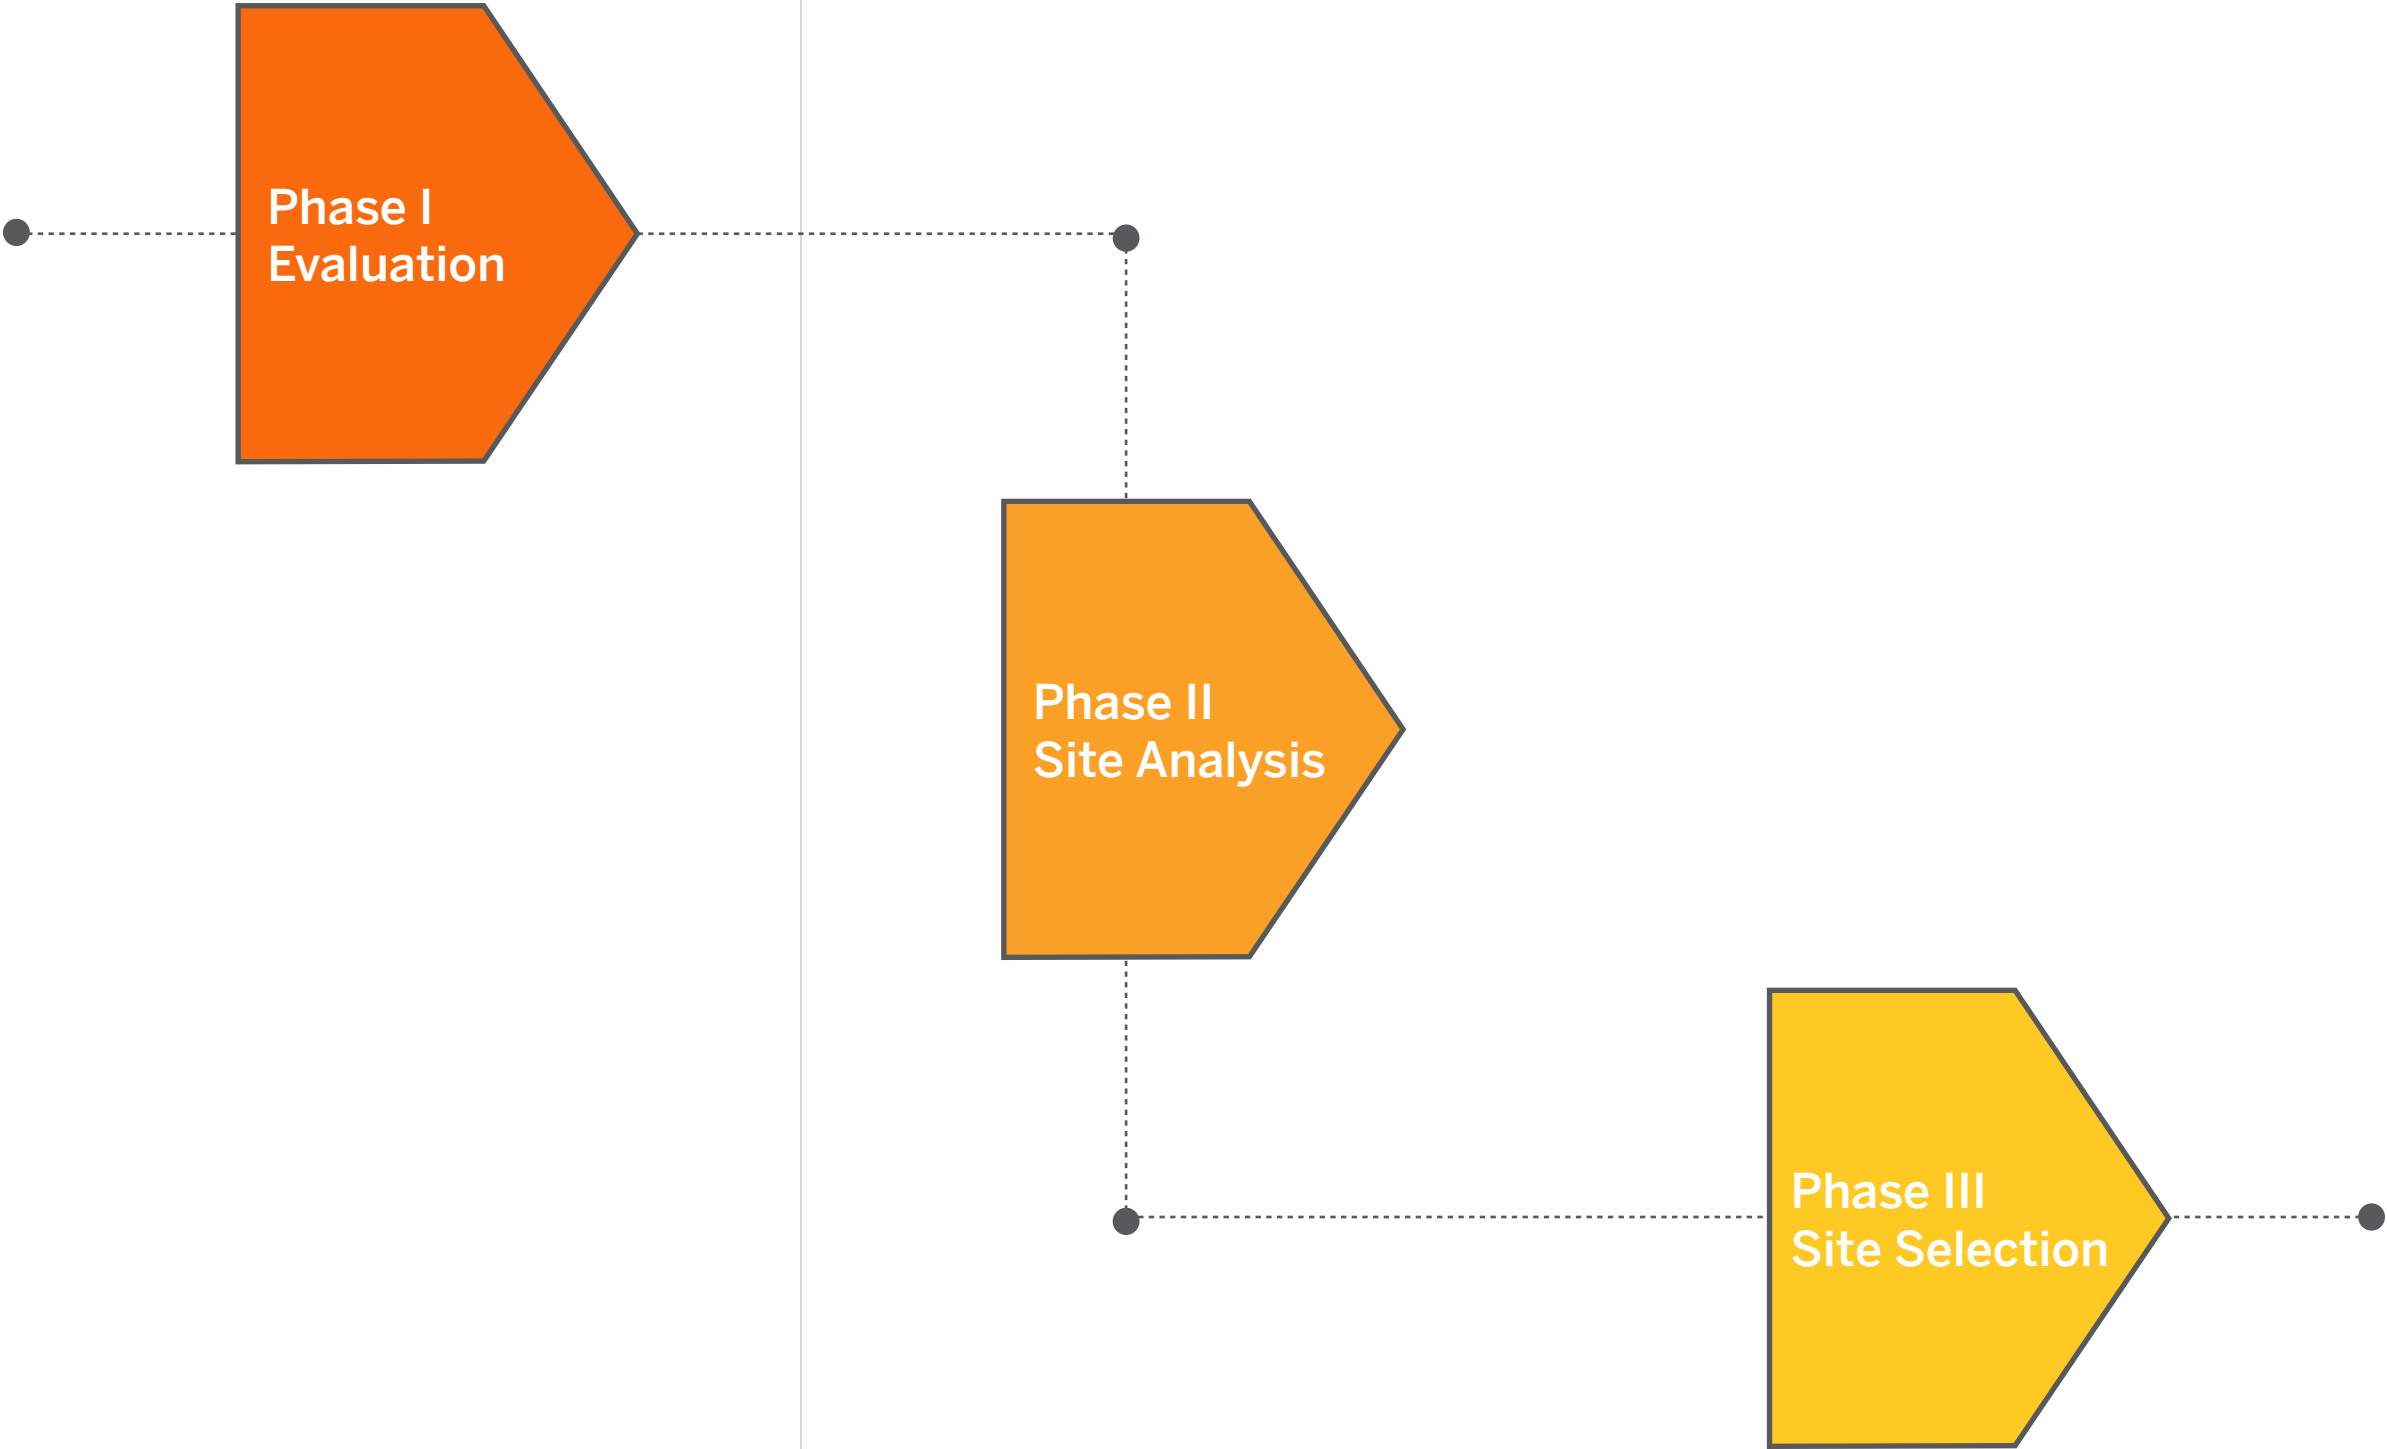 Phase I
Evaluation
Phase II
Site Analysis
Phase III
Site Selection